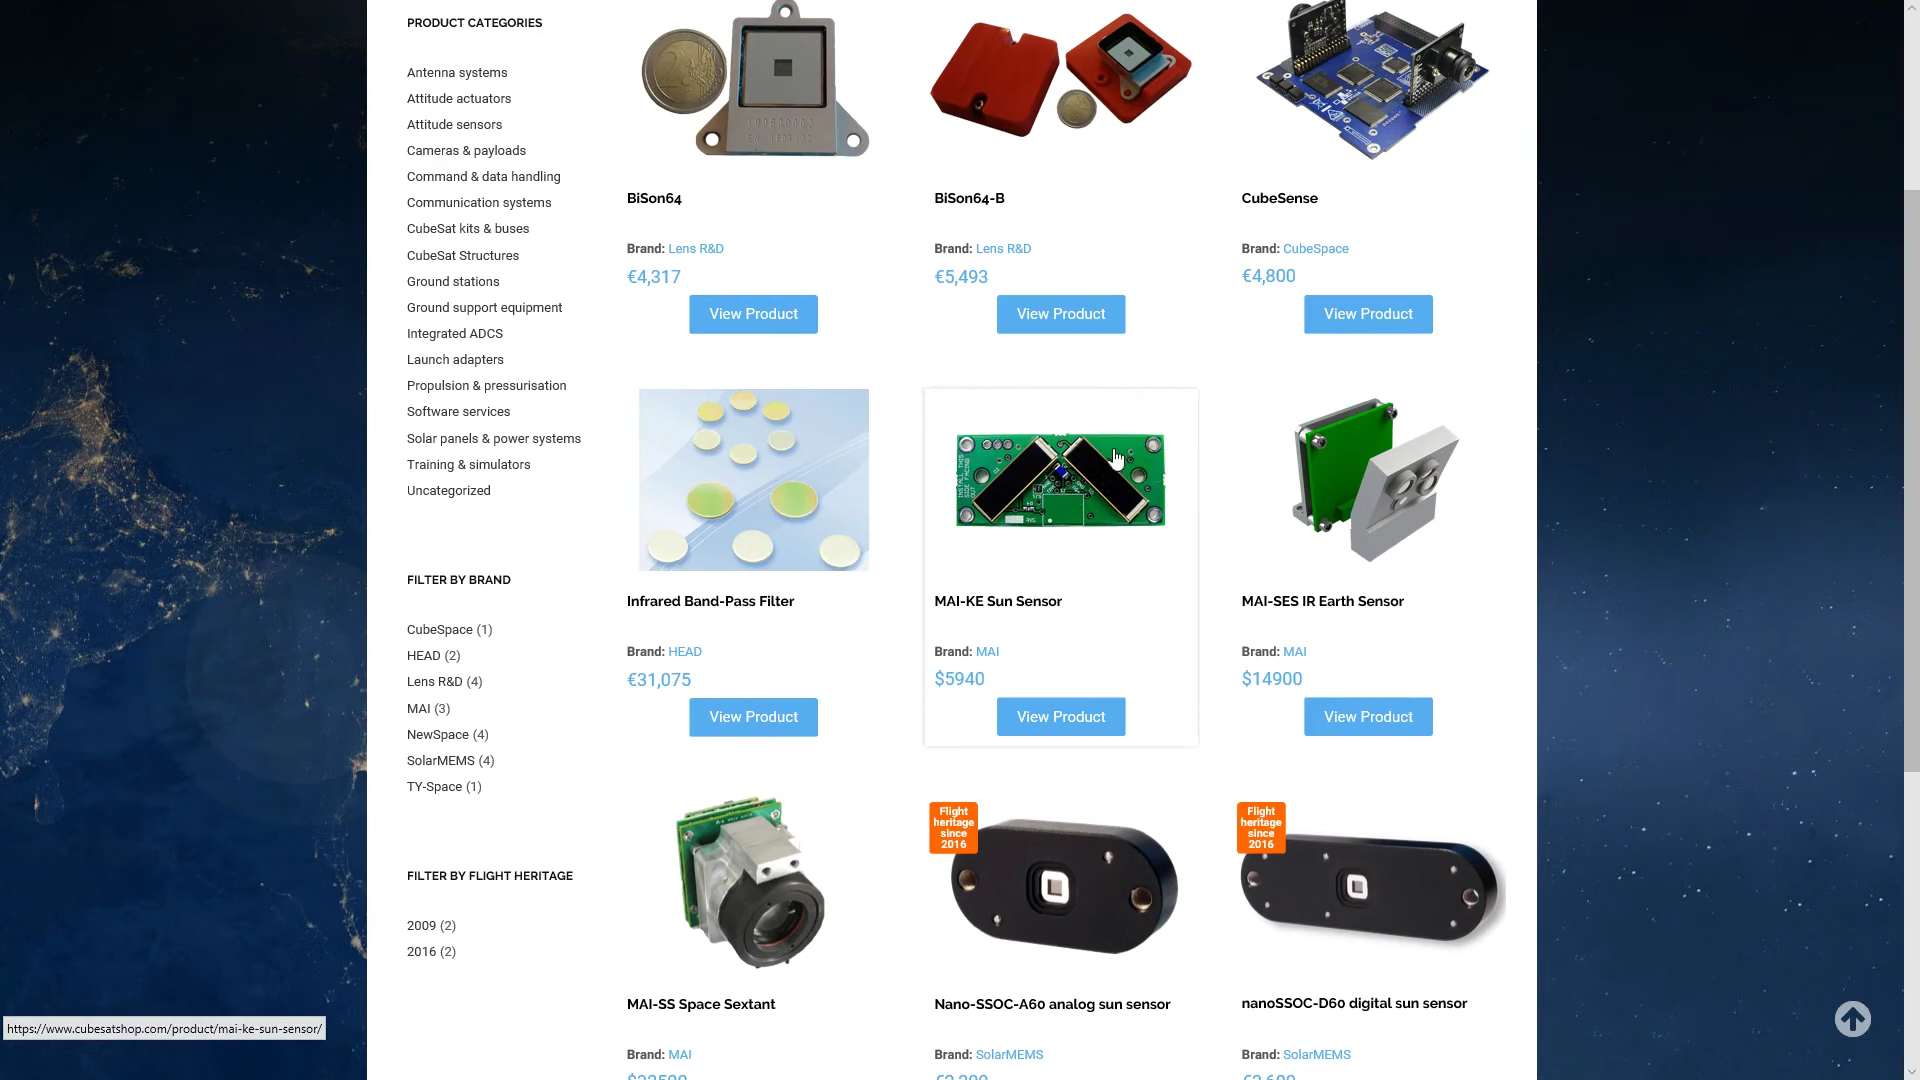 PRODUCT CATEGORIES
Antenna systems
Attitude actuators
Attitude sensors
Cameras & payloads
Command & data handling
Communication systems
CubeSat kits & buses
CubeSat Structures
Ground stations
Ground support equipment
Integrated ADCS
Launch adapters
Propulsion & pressurisation
Software services
Solar panels & power systems
Training & simulators
Uncategorized
FILTER BY BRAND
CubeSpace (1)
HEAD (2)
Lens R&D (4)
MAI (3)
NewSpace (4)
SolarMEMS (4)
TY-Space (1)
FILTER BY FLIGHT HERITAGE
2009 (2)
2016 (2)
BiSon64
Brand: Lens R&D
€4,317
View Product
BiSon64-B
Brand: Lens R&D
€5,493
View Product
CubeSense
Brand: CubeSpace
€4,800
View Product
Infrared Band-Pass Filter
Brand: HEAD
€31,075
View Product
INSTALL THIS
SIDE FACING
OUT
MAI-KE Sun Sensor
Brand: MAI
$5940
View Product
MAI-SES IR Earth Sensor
Brand: MAI
$14900
View Product
MAI-SS Space Sextant
Brand: MAI
Flight
heritage
since
2016
Nano-SSOC-A60 analog sun sensor
Brand: SolarMEMS
Flight
heritage
since
2016
nanoSSOC-D60 digital sun sensor
Brand: SolarMEMS
https://www.cubesatshop.com/product/mai-ke-sun-sensor/